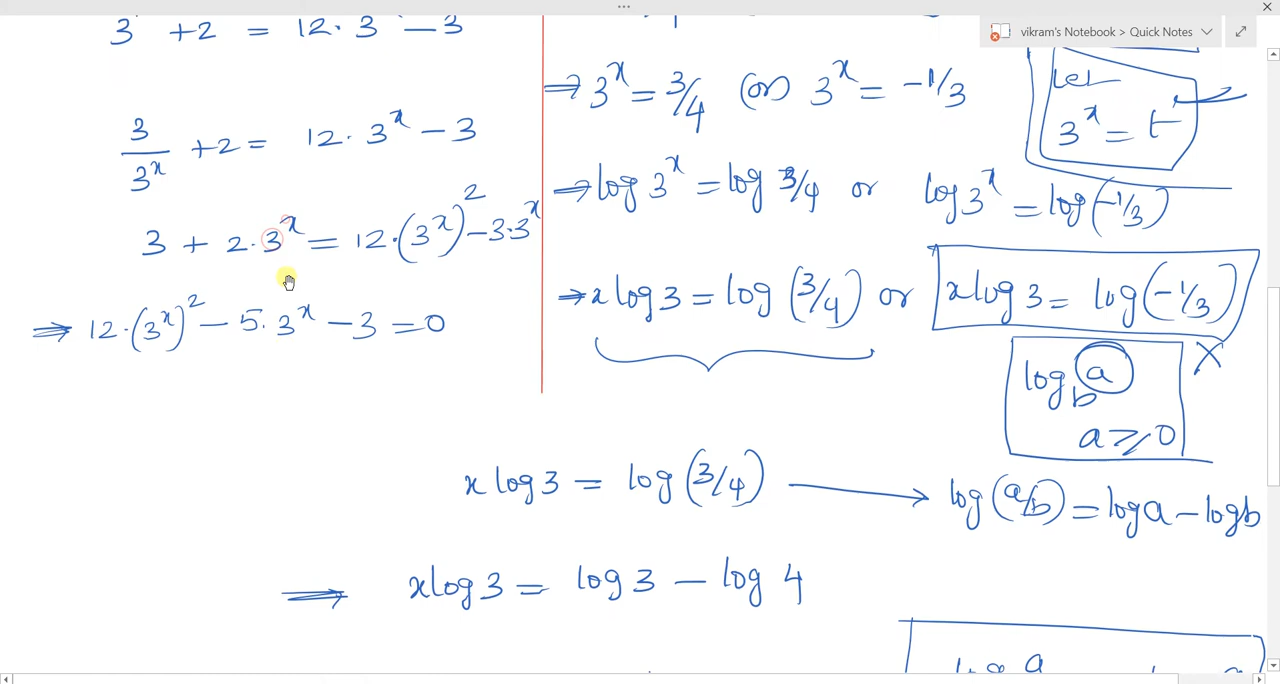 vikram's Notebook > Quick Notes
3 + 2 = 12 · 3 − 3
3/3^x + 2 = 12 · 3^x − 3
3 + 2 · 3^x = 12 · (3^x)^2 − 3 · 3^x
⇒ 12 · (3^x)^2 − 5 · 3^x − 3 = 0
⇒ 3^x = 3/4 (or) 3^x = −1/3
let
3^x = t
⇒ log 3^x = log 3/4 or log 3^x = log(−1/3)
⇒ x log 3 = log (3/4) or x log 3 = log(−1/3)
X
log_b a
a ≥ 0
x log 3 = log (3/4) ⟶ log (a/b) = log a − log b
⇒ x log 3 = log 3 − log 4